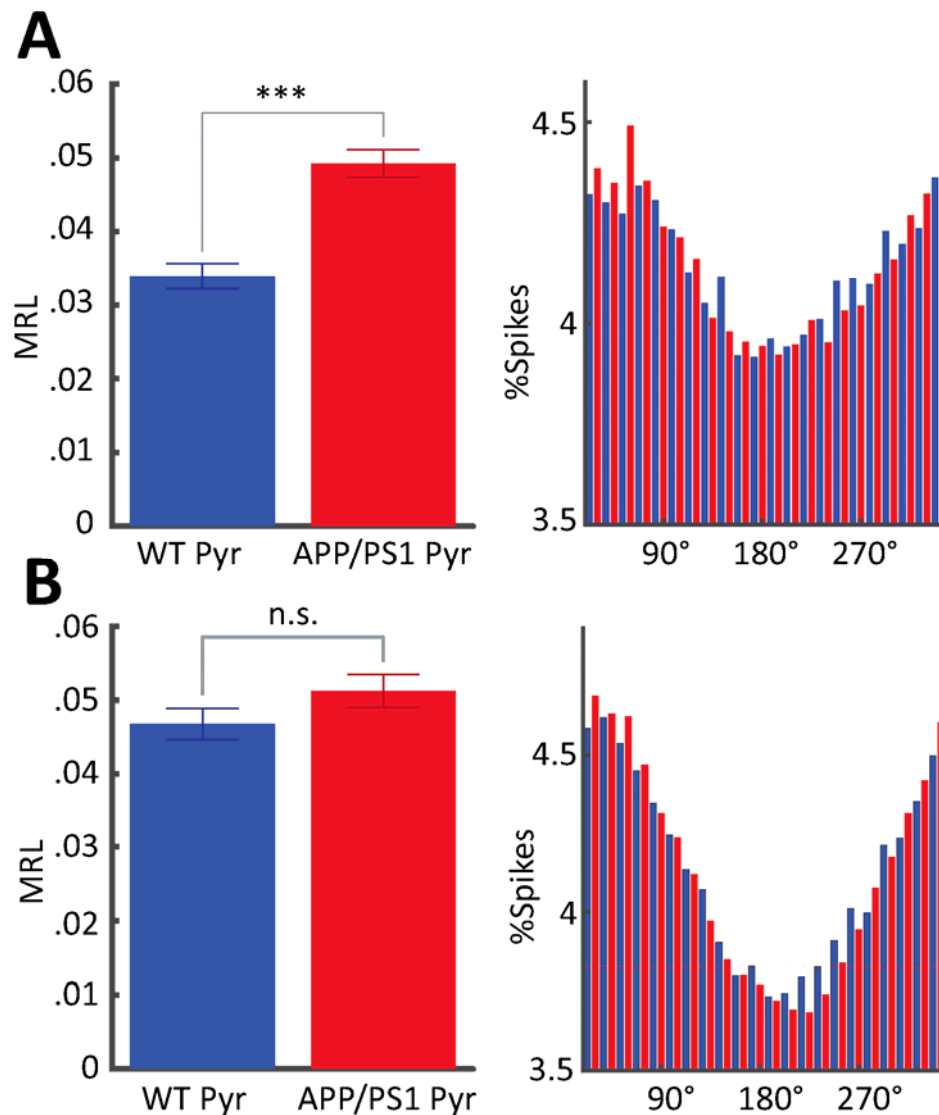 A
MRL
.06
.05
.04
.03
.02
.01
0
***
WT Pyr
APP/PS1 Pyr
%Spikes
4.5
4
3.5
90°
180°
270°
B
MRL
.06
.05
.04
.03
.02
.01
0
n.s.
WT Pyr
APP/PS1 Pyr
%Spikes
4.5
4
3.5
90°
180°
270°